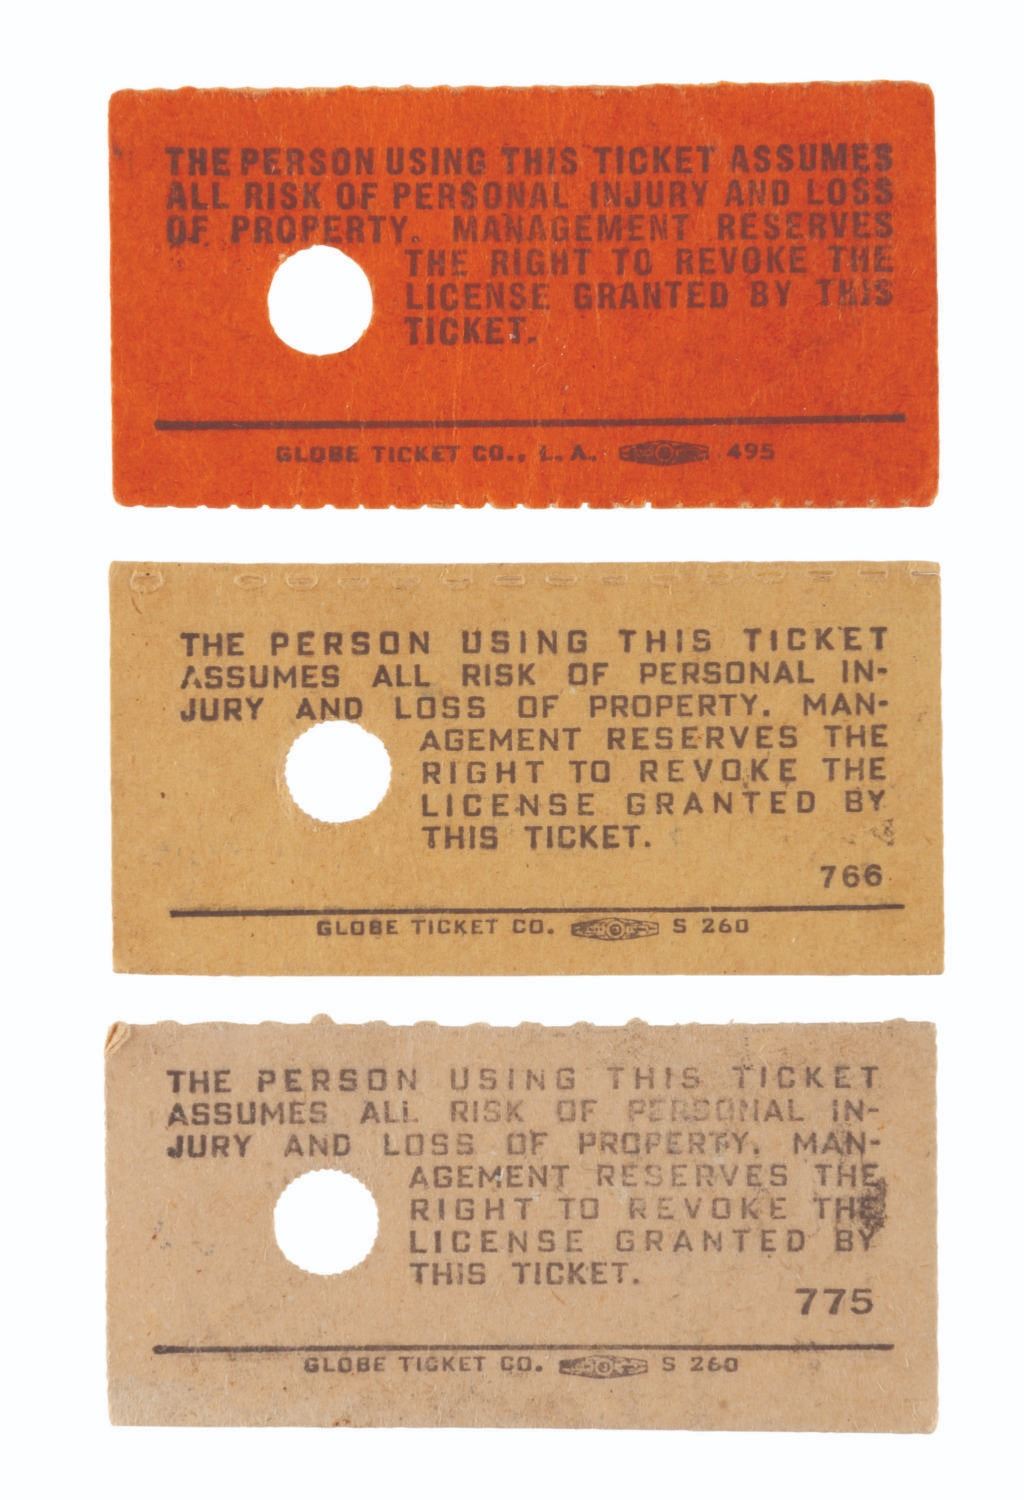 THE PERSON USING THIS TICKET ASSUMES
ALL RISK OF PERSONAL INJURY AND LOSS
OF PROPERTY. MANAGEMENT RESERVES
THE RIGHT TO REVOKE THE
LICENSE GRANTED BY THIS
TICKET.
GLOBE TICKET CO., L. A. 495
THE PERSON USING THIS TICKET
ASSUMES ALL RISK OF PERSONAL IN-
JURY AND LOSS OF PROPERTY. MAN-
AGEMENT RESERVES THE
RIGHT TO REVOKE THE
LICENSE GRANTED BY
THIS TICKET.
766
GLOBE TICKET CO. S 260
THE PERSON USING THIS TICKET
ASSUMES ALL RISK OF PERSONAL IN-
JURY AND LOSS OF PROPERTY. MAN-
AGEMENT RESERVES THE
RIGHT TO REVOKE THE
LICENSE GRANTED BY
THIS TICKET.
775
GLOBE TICKET CO. S 260